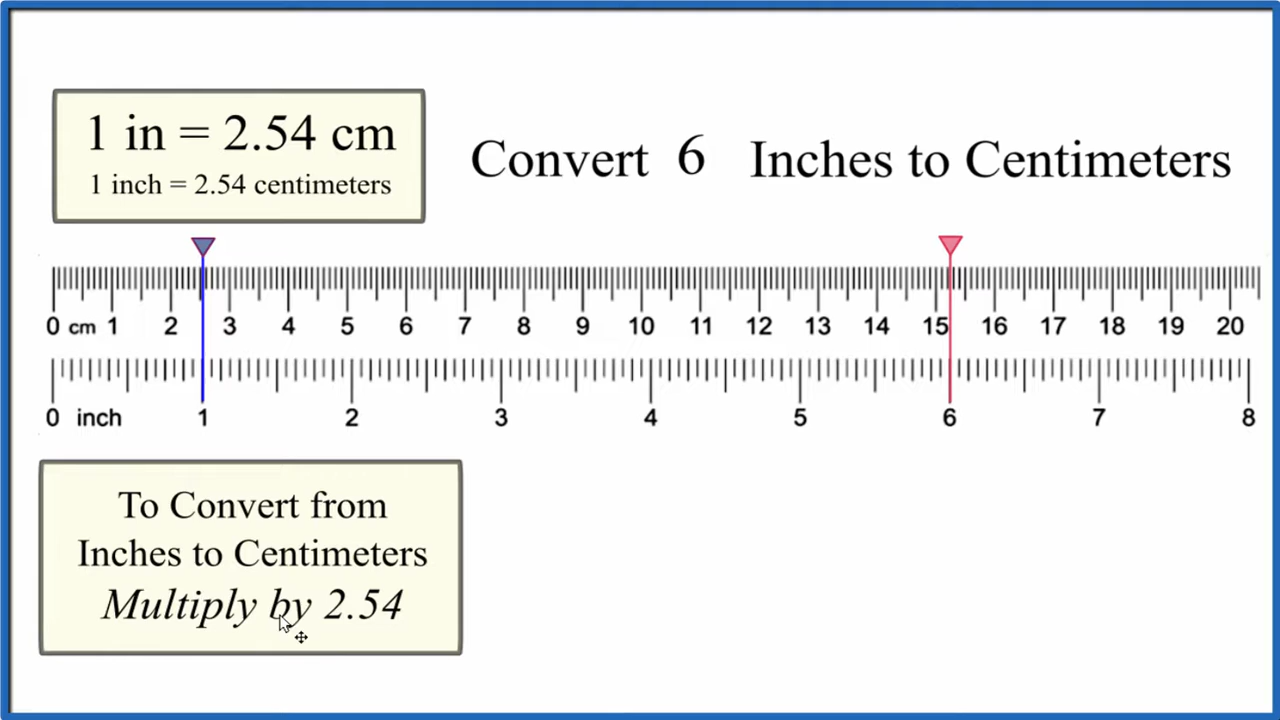 1 in = 2.54 cm
1 inch = 2.54 centimeters
Convert 6 Inches to Centimeters
0 cm 1 2 3 4 5 6 7 8 9 10 11 12 13 14 15 16 17 18 19 20
0 inch 1 2 3 4 5 6 7 8
To Convert from
Inches to Centimeters
Multiply by 2.54